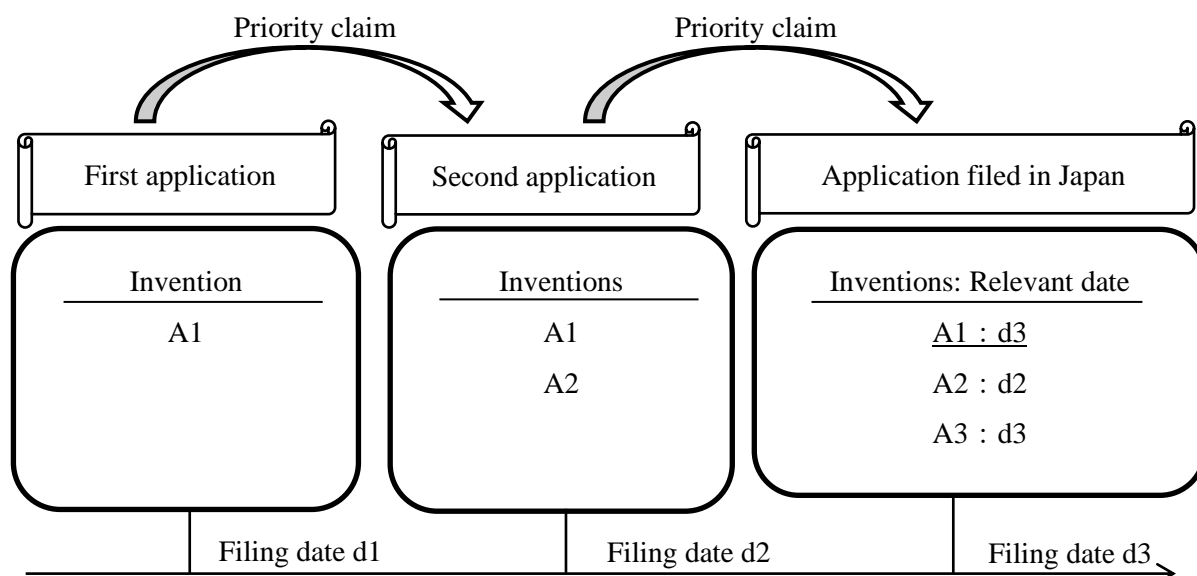 Priority claim
Priority claim
First application
Second application
Application filed in Japan
Invention
A1
Inventions
A1
A2
Inventions: Relevant date
A1 : d3
A2 : d2
A3 : d3
Filing date d1
Filing date d2
Filing date d3